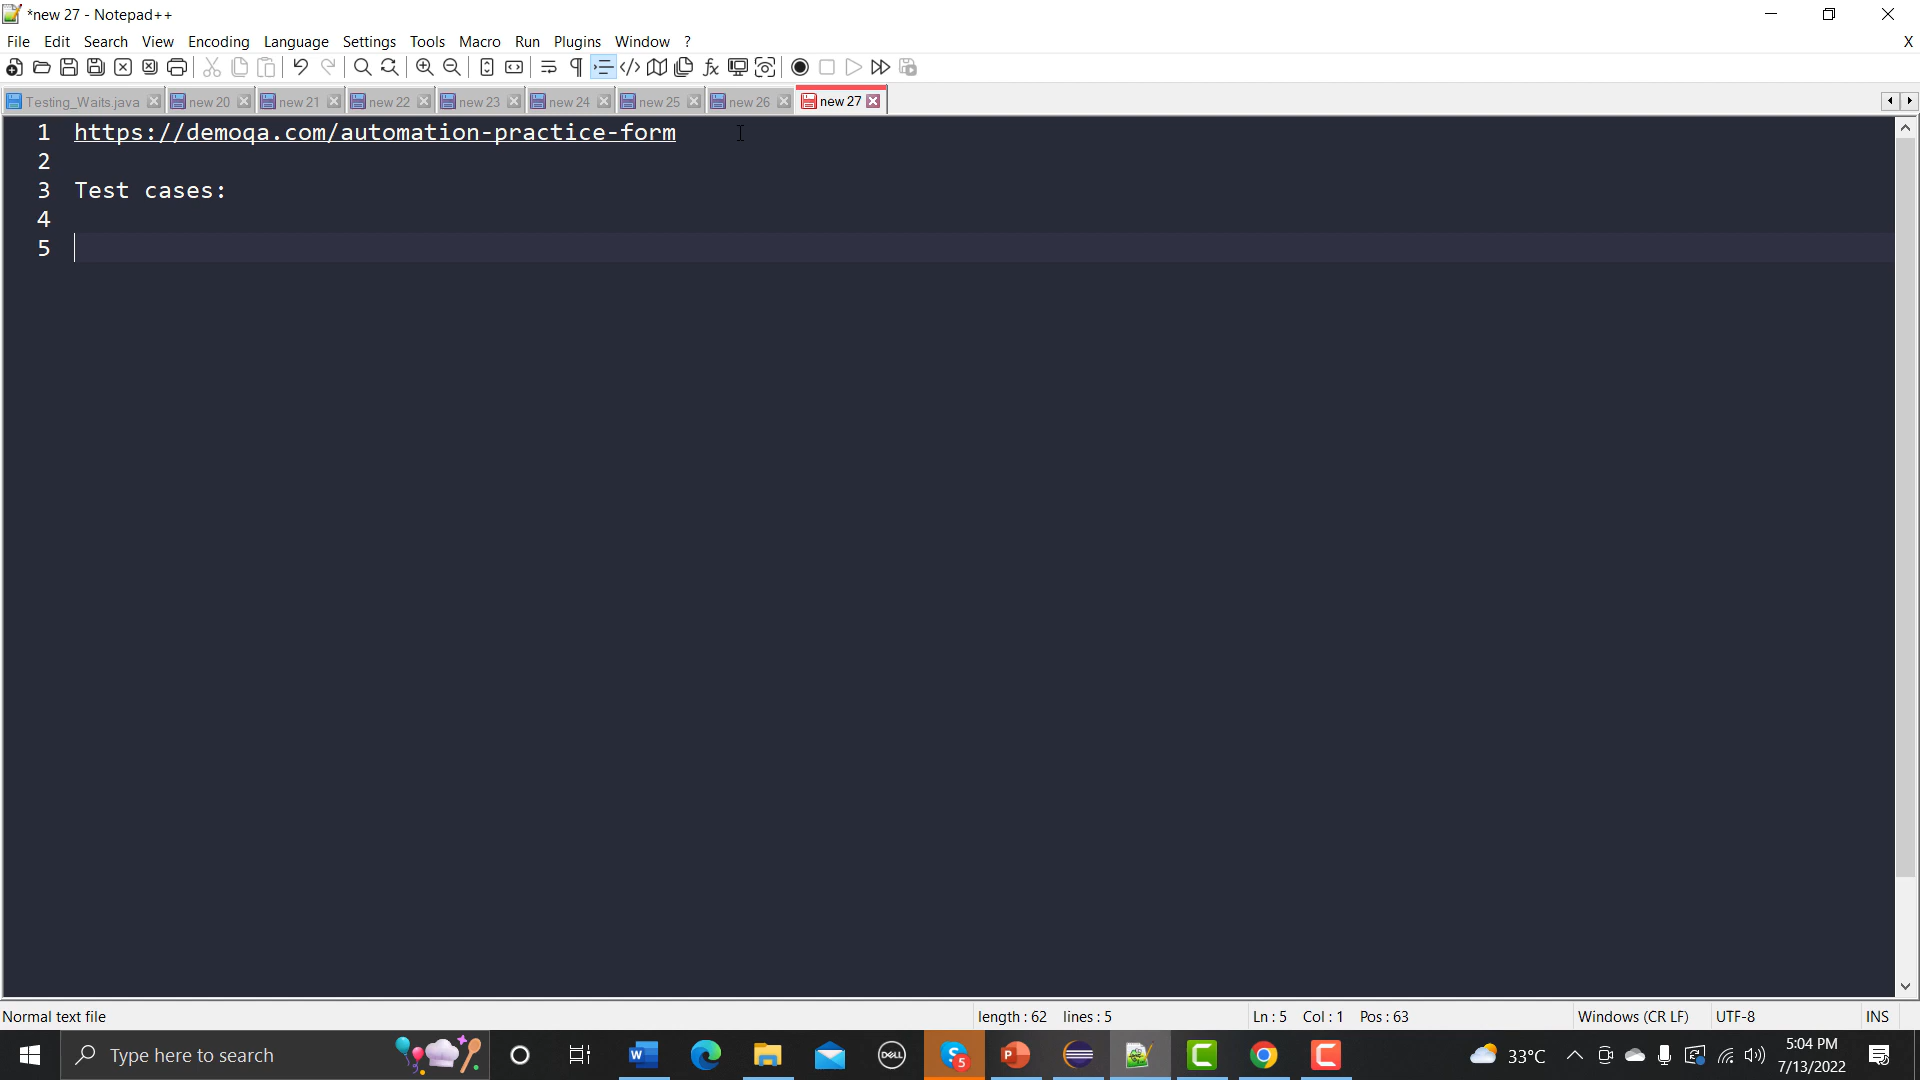 *new 27 - Notepad++
File Edit Search View Encoding Language Settings Tools Macro Run Plugins Window ? X
Testing_Waits.java new 20 new 21 new 22 new 23 new 24 new 25 new 26 new 27
1 https://demoqa.com/automation-practice-form
2
3 Test cases:
4
5
Normal text file length : 62 lines : 5 Ln : 5 Col : 1 Pos : 63 Windows (CR LF) UTF-8 INS
Type here to search DELL 5 33°C 5:04 PM
7/13/2022